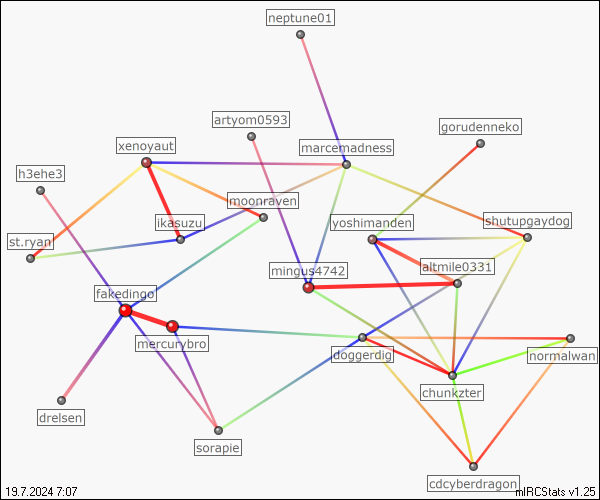 neptune01
artyom0593
gorudenneko
xenoyaut
marcemadness
h3ehe3
moonraven
ikasuzu
yoshimanden
shutupgaydog
st.ryan
mingus4742
altmile0331
fakedingo
mercurybro
doggerdig
normalwan
chunkzter
drelsen
sorapie
cdcyberdragon
19.7.2024 7:07
mIRCStats v1.25